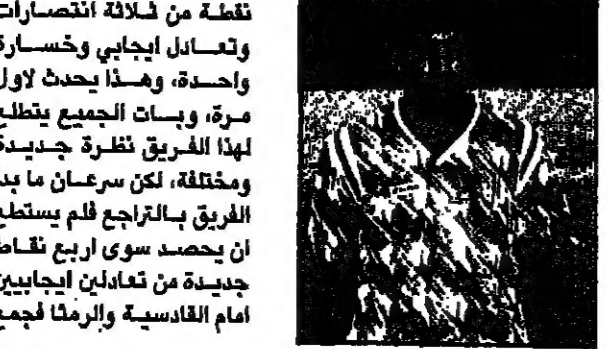 نقطة من ثلاثة انتصارات
وتعادل ايجابي وخسارة
واحدة، وهذا يحدث لاول
مرة، وبات الجميع يتطلع
لهذا الفريق نظرة جديدة
ومختلفة، لكن سرعان ما بدا
الفريق بالتراجع فلم يستطع
ان يحصد سوى اربع نقاط
جديدة من تعادلين ايجابيين
امام القادسية والرمثا فجمع